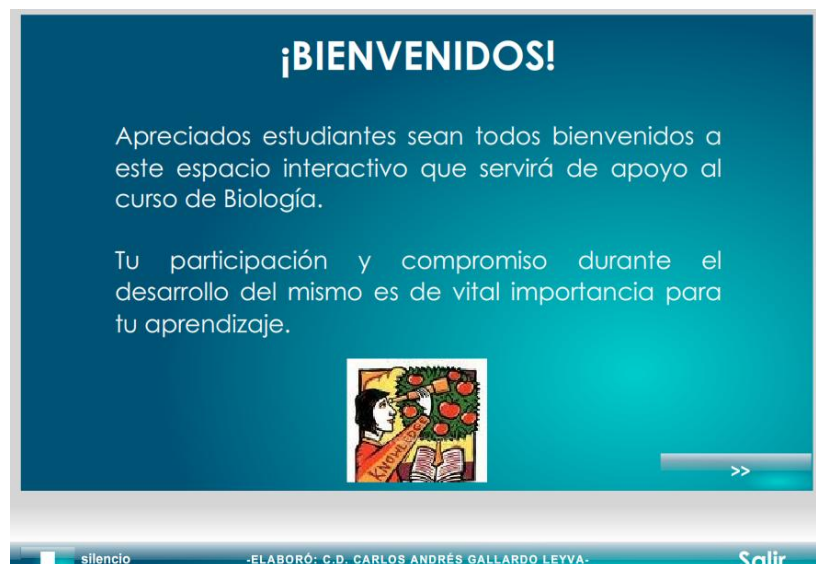 ¡BIENVENIDOS!
Apreciados estudiantes sean todos bienvenidos a
este espacio interactivo que servirá de apoyo al
curso de Biología.
Tu participación y compromiso durante el
desarrollo del mismo es de vital importancia para
tu aprendizaje.
KNOWLEDGE
>>
silencio
-ELABORÓ: C.D. CARLOS ANDRÉS GALLARDO LEYVA-
Salir